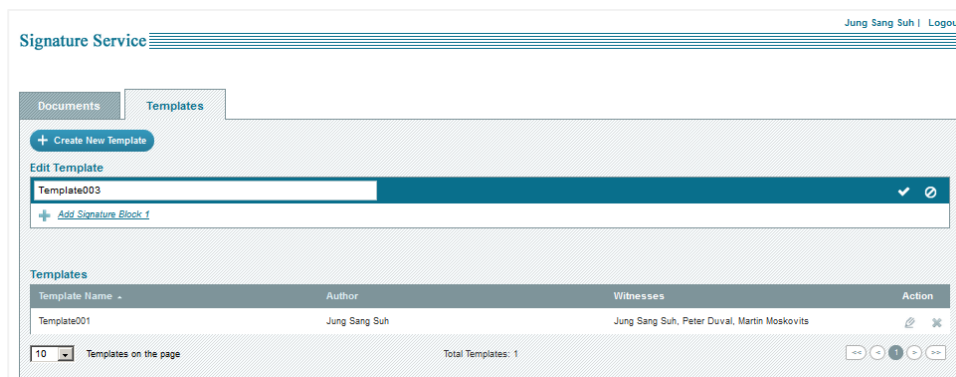 Jung Sang Suh | Logou
Signature Service
Documents Templates
+ Create New Template
Edit Template
Template003
Add Signature Block 1
Templates
Template Name Author Witnesses Action
Template001 Jung Sang Suh Jung Sang Suh, Peter Duval, Martin Moskovits
10 Templates on the page Total Templates: 1 << < 1 > >>